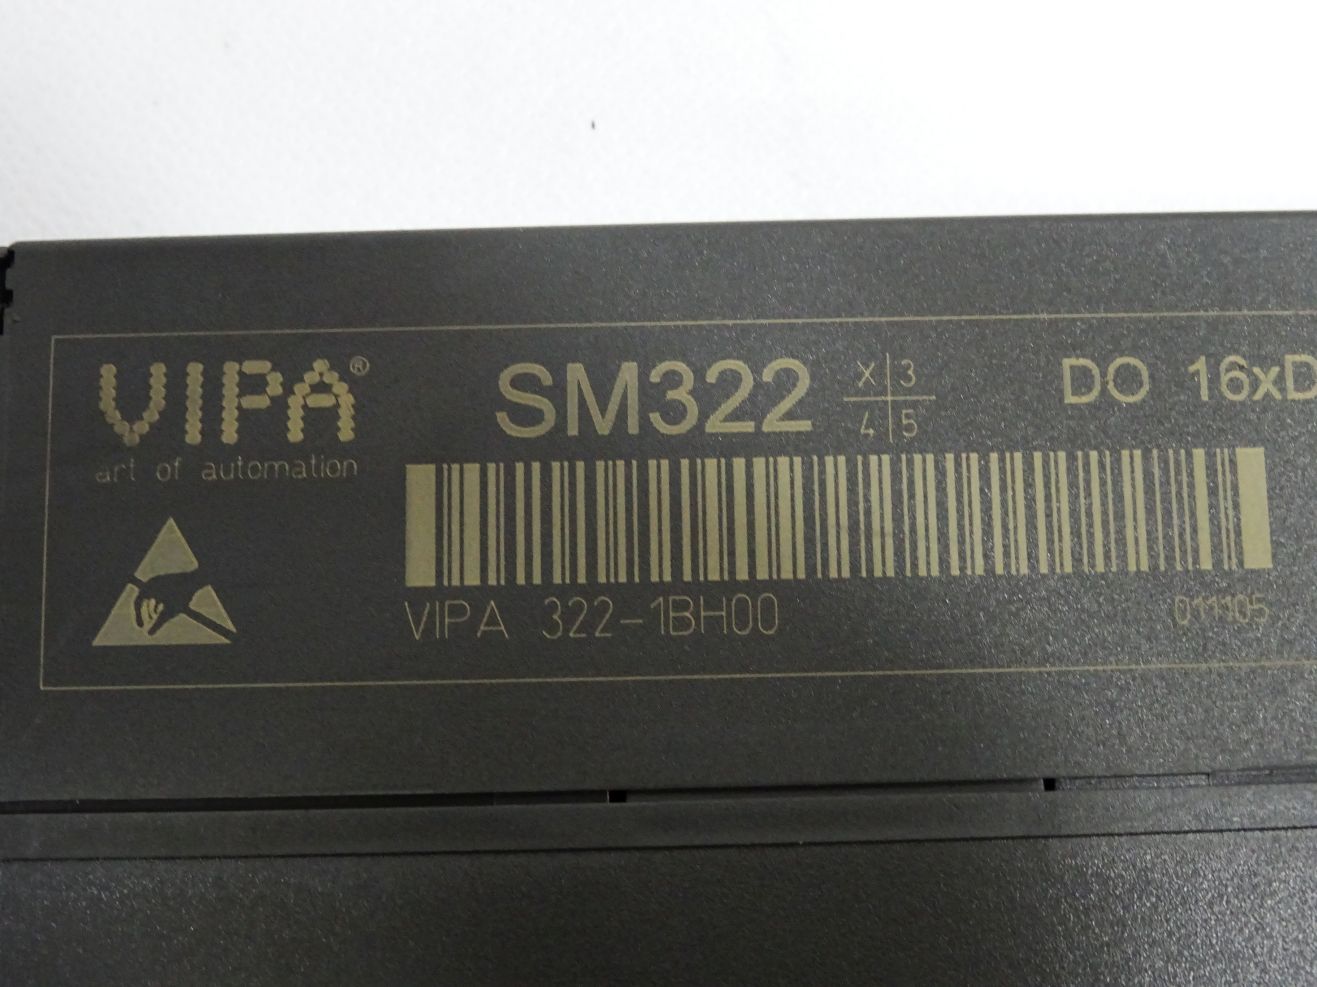 VIPA®
art of automation
SM322
X 3
4 5
DO 16xD
VIPA 322-1BH00
011105